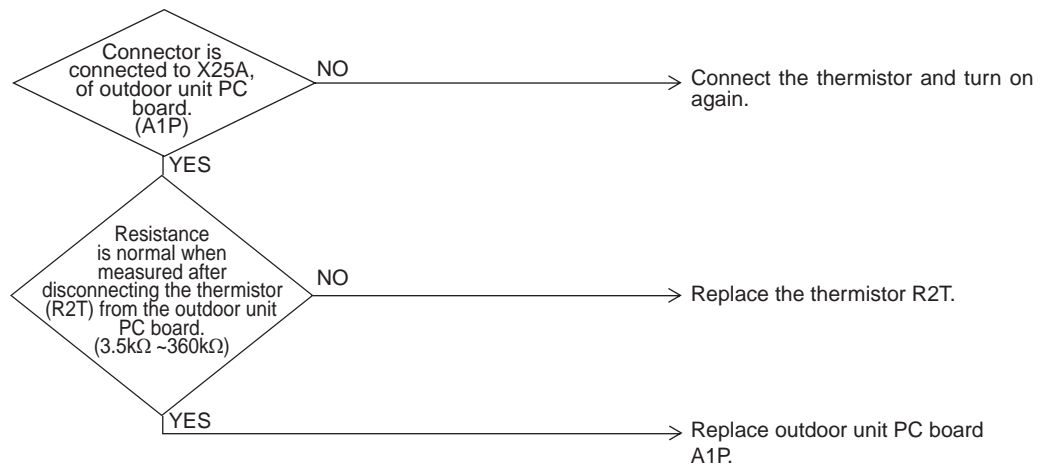 Connector is
connected to X25A,
of outdoor unit PC
board.
(A1P)
NO
Connect the thermistor and turn on
again.
YES
Resistance
is normal when
measured after
disconnecting the thermistor
(R2T) from the outdoor unit
PC board.
(3.5kΩ ~360kΩ)
NO
Replace the thermistor R2T.
YES
Replace outdoor unit PC board
A1P.